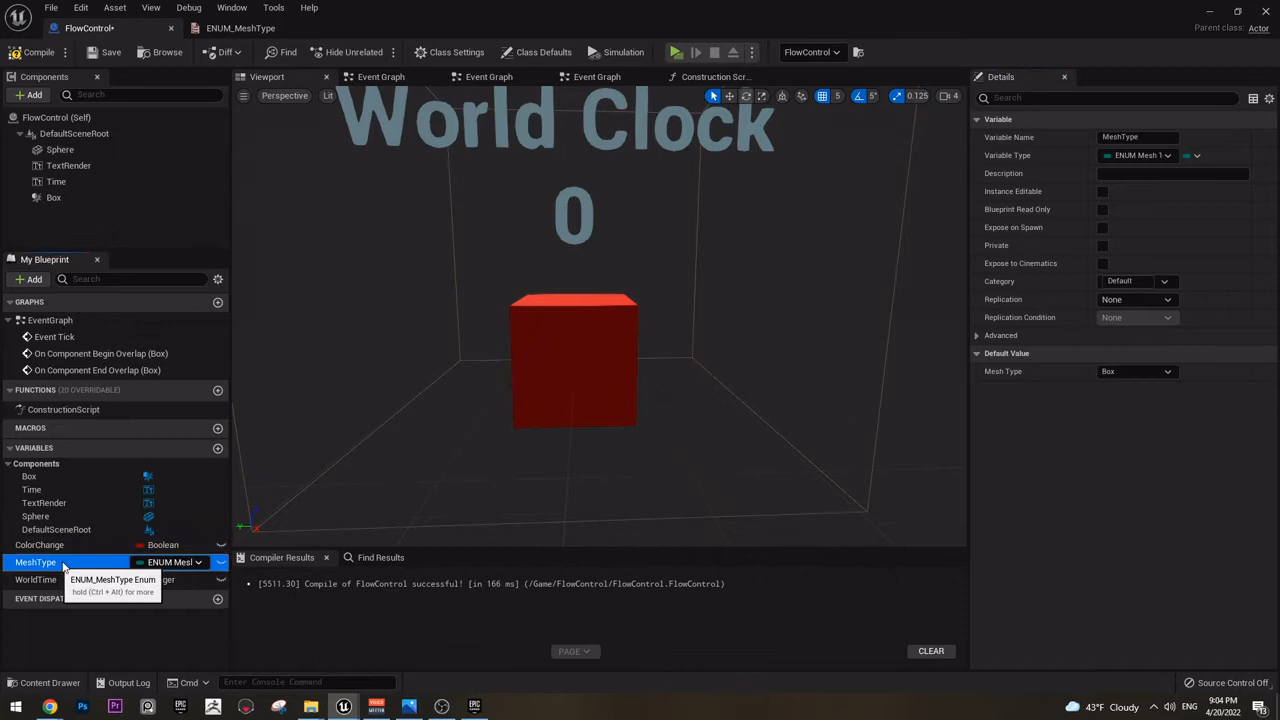 File Edit Asset View Debug Window Tools Help
FlowControl* ENUM_MeshType Parent class: Actor
Compile Save Browse Diff Find Hide Unrelated Class Settings Class Defaults Simulation FlowControl
Components
Add Search
FlowControl (Self)
DefaultSceneRoot
Sphere
TextRender
Time
Box
My Blueprint
Add Search
GRAPHS
EventGraph
Event Tick
On Component Begin Overlap (Box)
On Component End Overlap (Box)
FUNCTIONS (20 OVERRIDABLE)
ConstructionScript
MACROS
VARIABLES
Components
Box
Time
TextRender
Sphere
DefaultSceneRoot
ColorChange Boolean
MeshType ENUM Mesl
WorldTime
EVENT DISPAT
ENUM_MeshType Enum
hold (Ctrl + Alt) for more
Viewport Event Graph Event Graph Event Graph Construction Scr...
Perspective Lit 5 5° 0.125 4
World Clock
0
Compiler Results Find Results
[5511.30] Compile of FlowControl successful! [in 166 ms] (/Game/FlowControl/FlowControl.FlowControl)
PAGE CLEAR
Details
Search
Variable
Variable Name MeshType
Variable Type ENUM Mesh 1
Description
Instance Editable
Blueprint Read Only
Expose on Spawn
Private
Expose to Cinematics
Category Default
Replication None
Replication Condition None
Advanced
Default Value
Mesh Type Box
Content Drawer Output Log Cmd Enter Console Command Source Control Off
43°F Cloudy 9:04 PM
4/20/2022